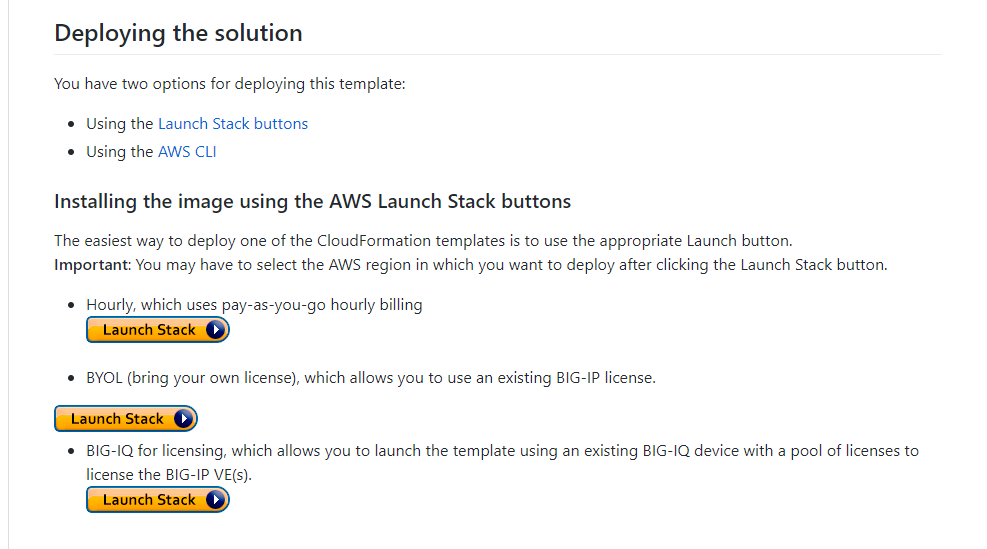 Deploying the solution
You have two options for deploying this template:
Using the Launch Stack buttons
Using the AWS CLI
Installing the image using the AWS Launch Stack buttons
The easiest way to deploy one of the CloudFormation templates is to use the appropriate Launch button.
Important: You may have to select the AWS region in which you want to deploy after clicking the Launch Stack button.
Hourly, which uses pay-as-you-go hourly billing
Launch Stack
BYOL (bring your own license), which allows you to use an existing BIG-IP license.
Launch Stack
BIG-IQ for licensing, which allows you to launch the template using an existing BIG-IQ device with a pool of licenses to
license the BIG-IP VE(s).
Launch Stack